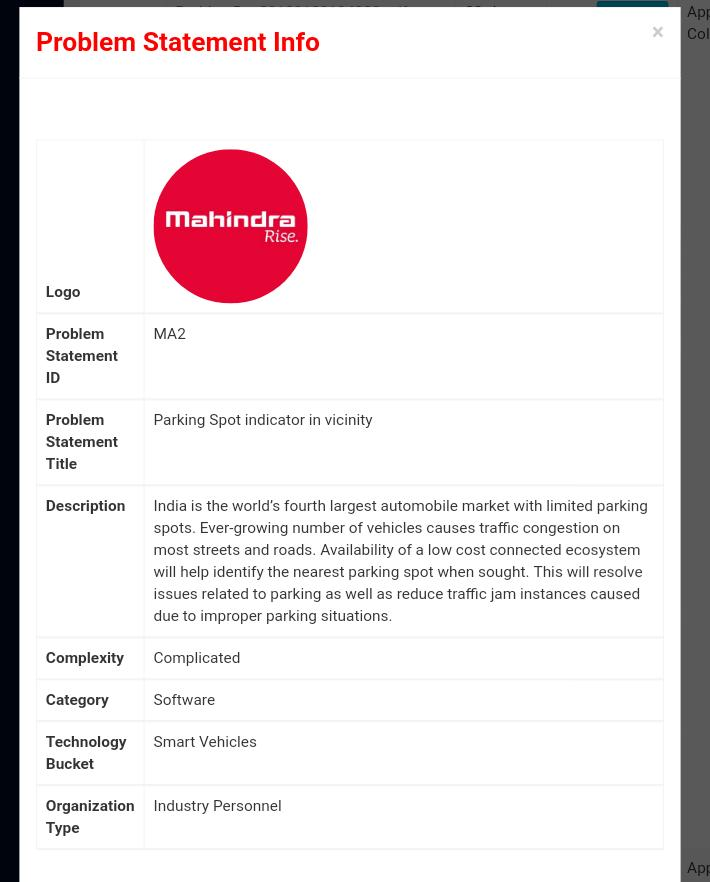 App
Col
Problem Statement Info
×
Mahindra
Rise.
Logo
Problem
Statement
ID
MA2
Problem
Statement
Title
Parking Spot indicator in vicinity
Description
India is the world’s fourth largest automobile market with limited parking
spots. Ever-growing number of vehicles causes traffic congestion on
most streets and roads. Availability of a low cost connected ecosystem
will help identify the nearest parking spot when sought. This will resolve
issues related to parking as well as reduce traffic jam instances caused
due to improper parking situations.
Complexity
Complicated
Category
Software
Technology
Bucket
Smart Vehicles
Organization
Type
Industry Personnel
App